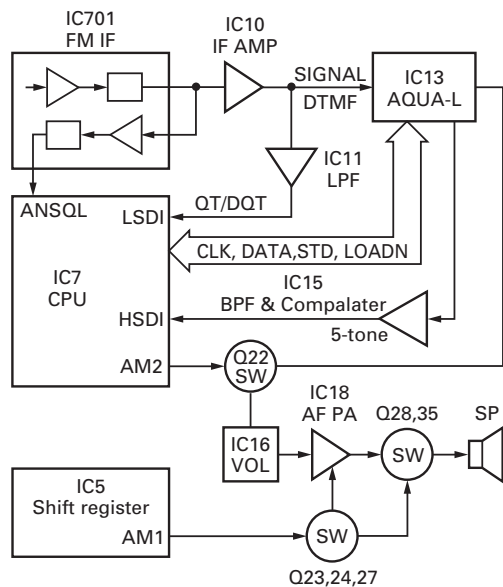 IC701
FM IF
IC10
IF AMP
SIGNAL
DTMF
IC13
AQUA-L
IC11
LPF
ANSQL
LSDI
QT/DQT
CLK, DATA,STD, LOADN
IC7
CPU
IC15
BPF & Compalater
HSDI
5-tone
AM2
Q22
SW
IC18
AF PA
Q28,35
SP
IC16
VOL
SW
IC5
Shift register
AM1
SW
Q23,24,27